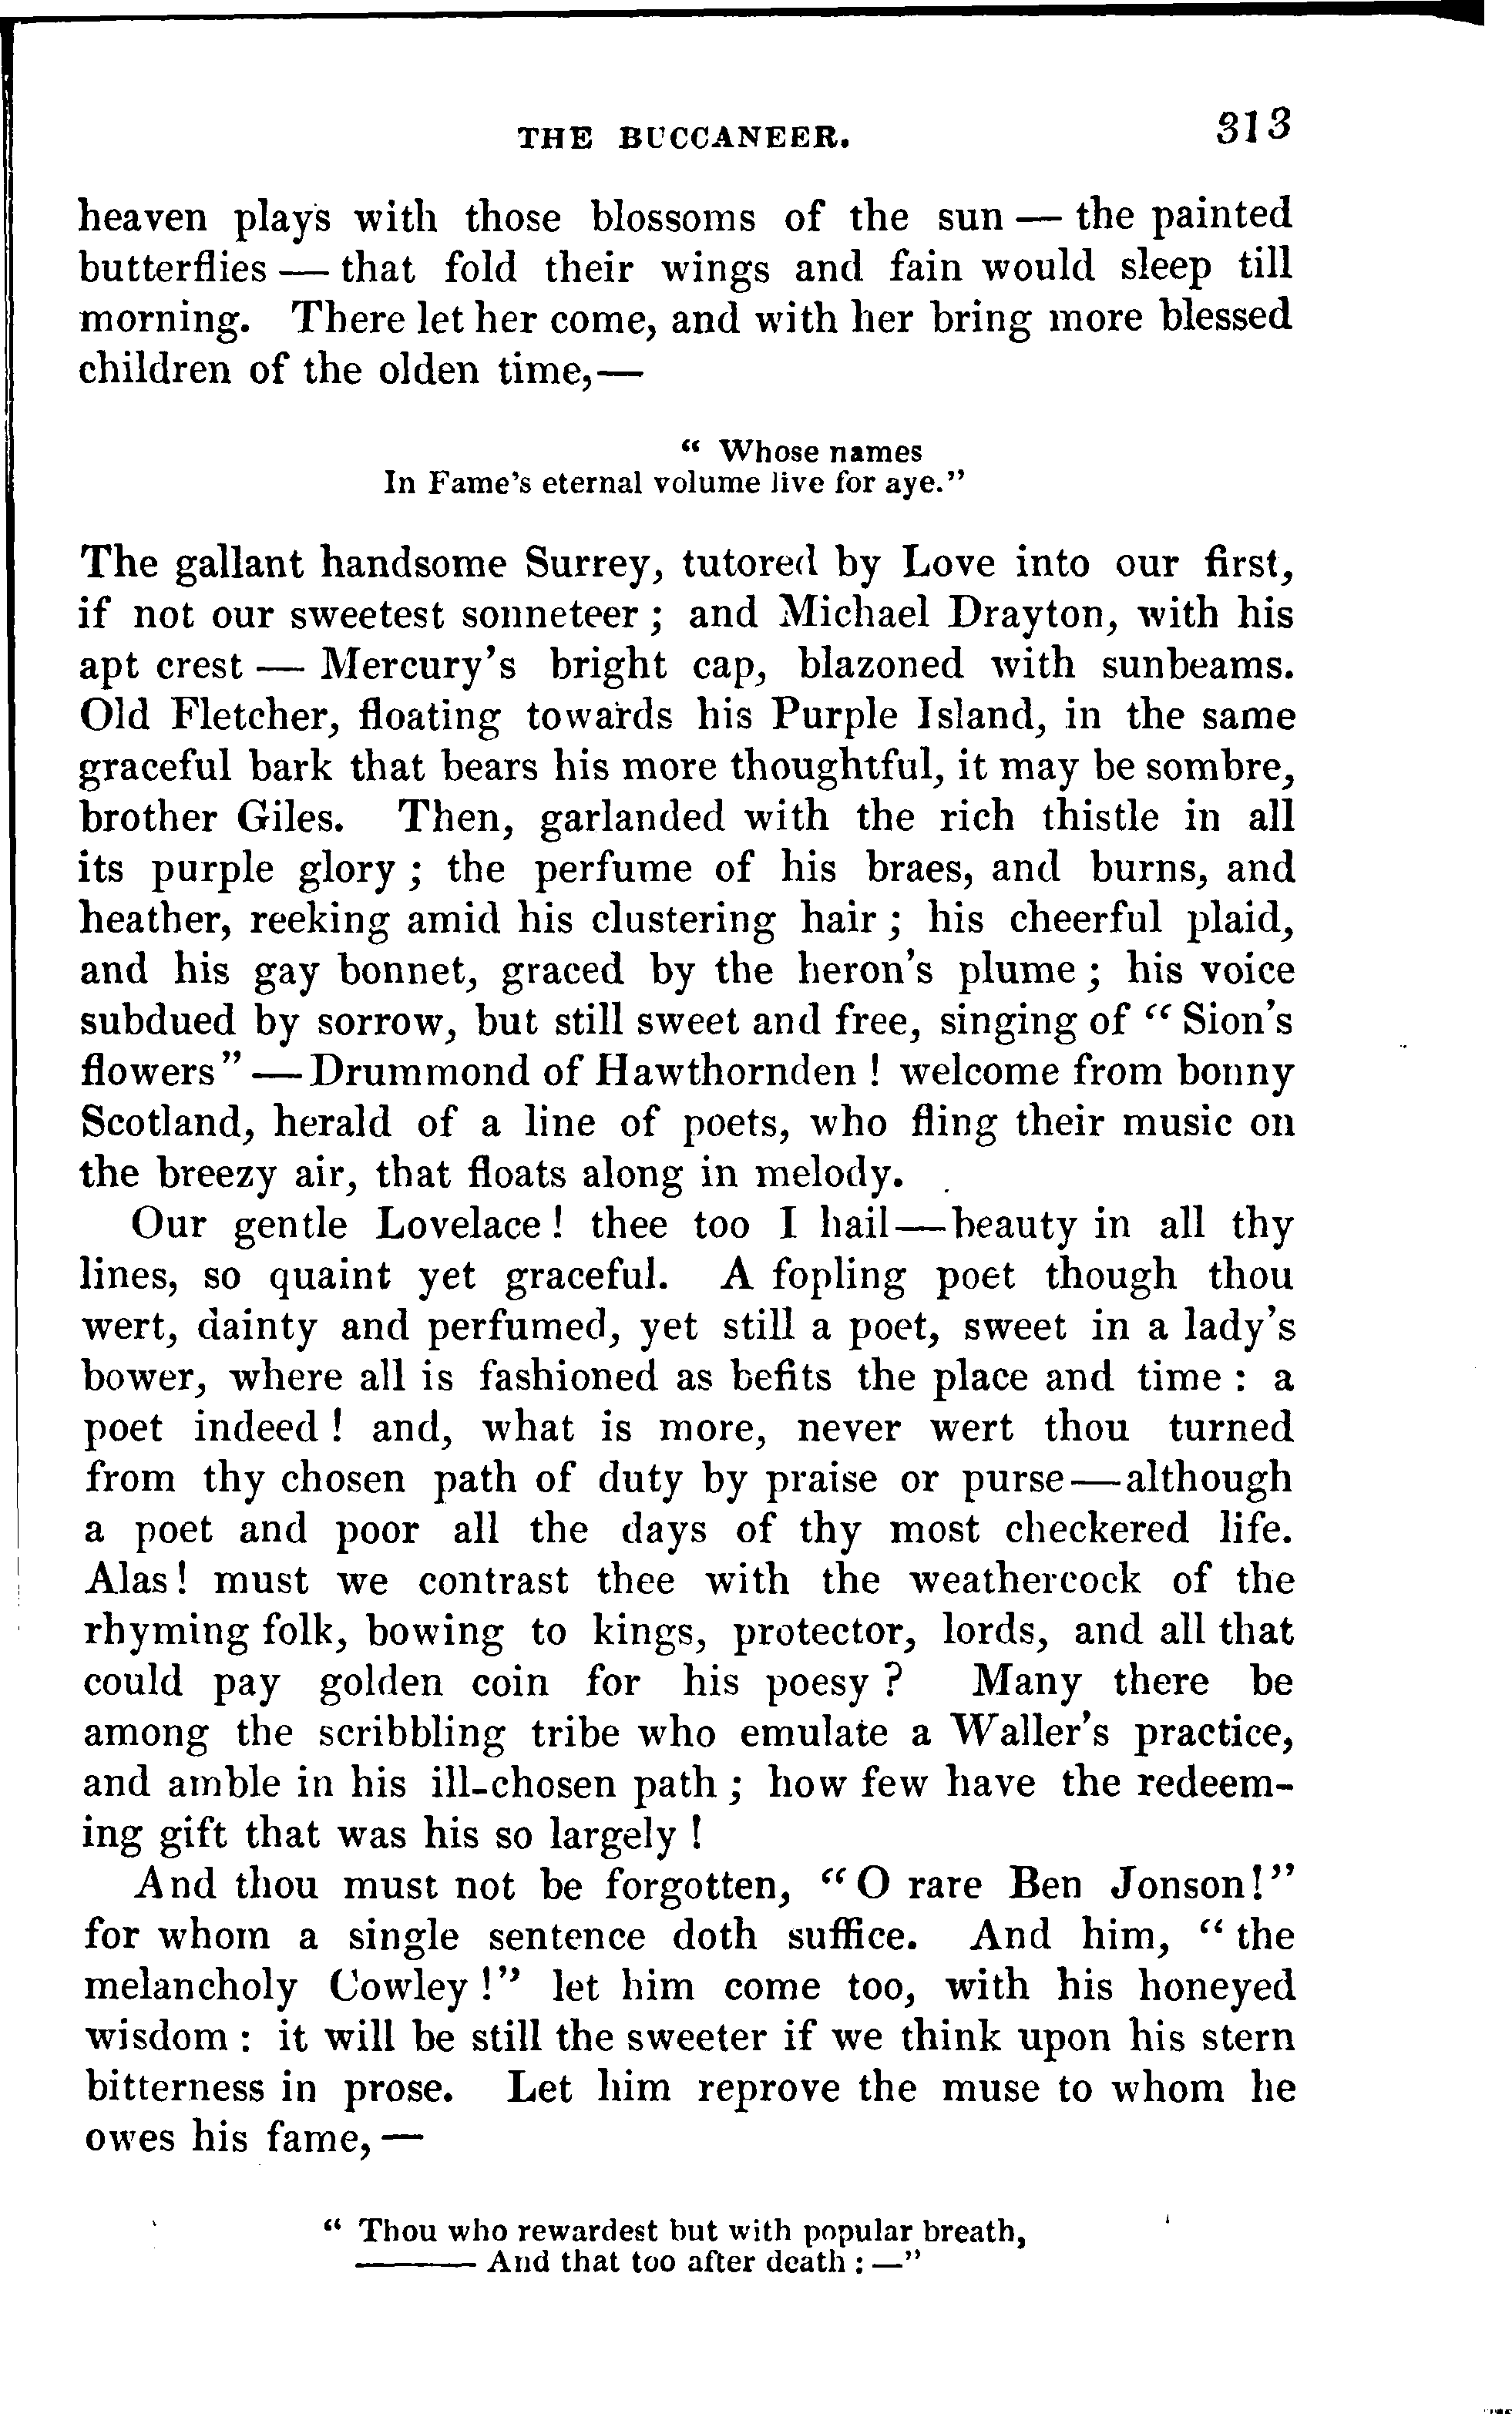 THE BUCCANEER. 313
heaven plays with those blossoms of the sun — the painted
butterflies — that fold their wings and fain would sleep till
morning. There let her come, and with her bring more blessed
children of the olden time,—
“ Whose names
In Fame’s eternal volume live for aye.”
The gallant handsome Surrey, tutored by Love into our first,
if not our sweetest sonneteer ; and Michael Drayton, with his
apt crest — Mercury’s bright cap, blazoned with sunbeams.
Old Fletcher, floating towards his Purple Island, in the same
graceful bark that bears his more thoughtful, it may be sombre,
brother Giles. Then, garlanded with the rich thistle in all
its purple glory ; the perfume of his braes, and burns, and
heather, reeking amid his clustering hair ; his cheerful plaid,
and his gay bonnet, graced by the heron’s plume ; his voice
subdued by sorrow, but still sweet and free, singing of “ Sion’s
flowers” — Drummond of Hawthornden ! welcome from bonny
Scotland, herald of a line of poets, who fling their music on
the breezy air, that floats along in melody.
Our gentle Lovelace ! thee too I hail—beauty in all thy
lines, so quaint yet graceful. A fopling poet though thou
wert, dainty and perfumed, yet still a poet, sweet in a lady’s
bower, where all is fashioned as befits the place and time : a
poet indeed ! and, what is more, never wert thou turned
from thy chosen path of duty by praise or purse—although
a poet and poor all the days of thy most checkered life.
Alas ! must we contrast thee with the weathercock of the
rhyming folk, bowing to kings, protector, lords, and all that
could pay golden coin for his poesy ? Many there be
among the scribbling tribe who emulate a Waller’s practice,
and amble in his ill-chosen path ; how few have the redeem-
ing gift that was his so largely !
And thou must not be forgotten, “ O rare Ben Jonson!”
for whom a single sentence doth suffice. And him, “ the
melancholy Cowley !” let him come too, with his honeyed
wisdom : it will be still the sweeter if we think upon his stern
bitterness in prose. Let him reprove the muse to whom he
owes his fame, —
“ Thou who rewardest but with popular breath,
——— And that too after death : —”